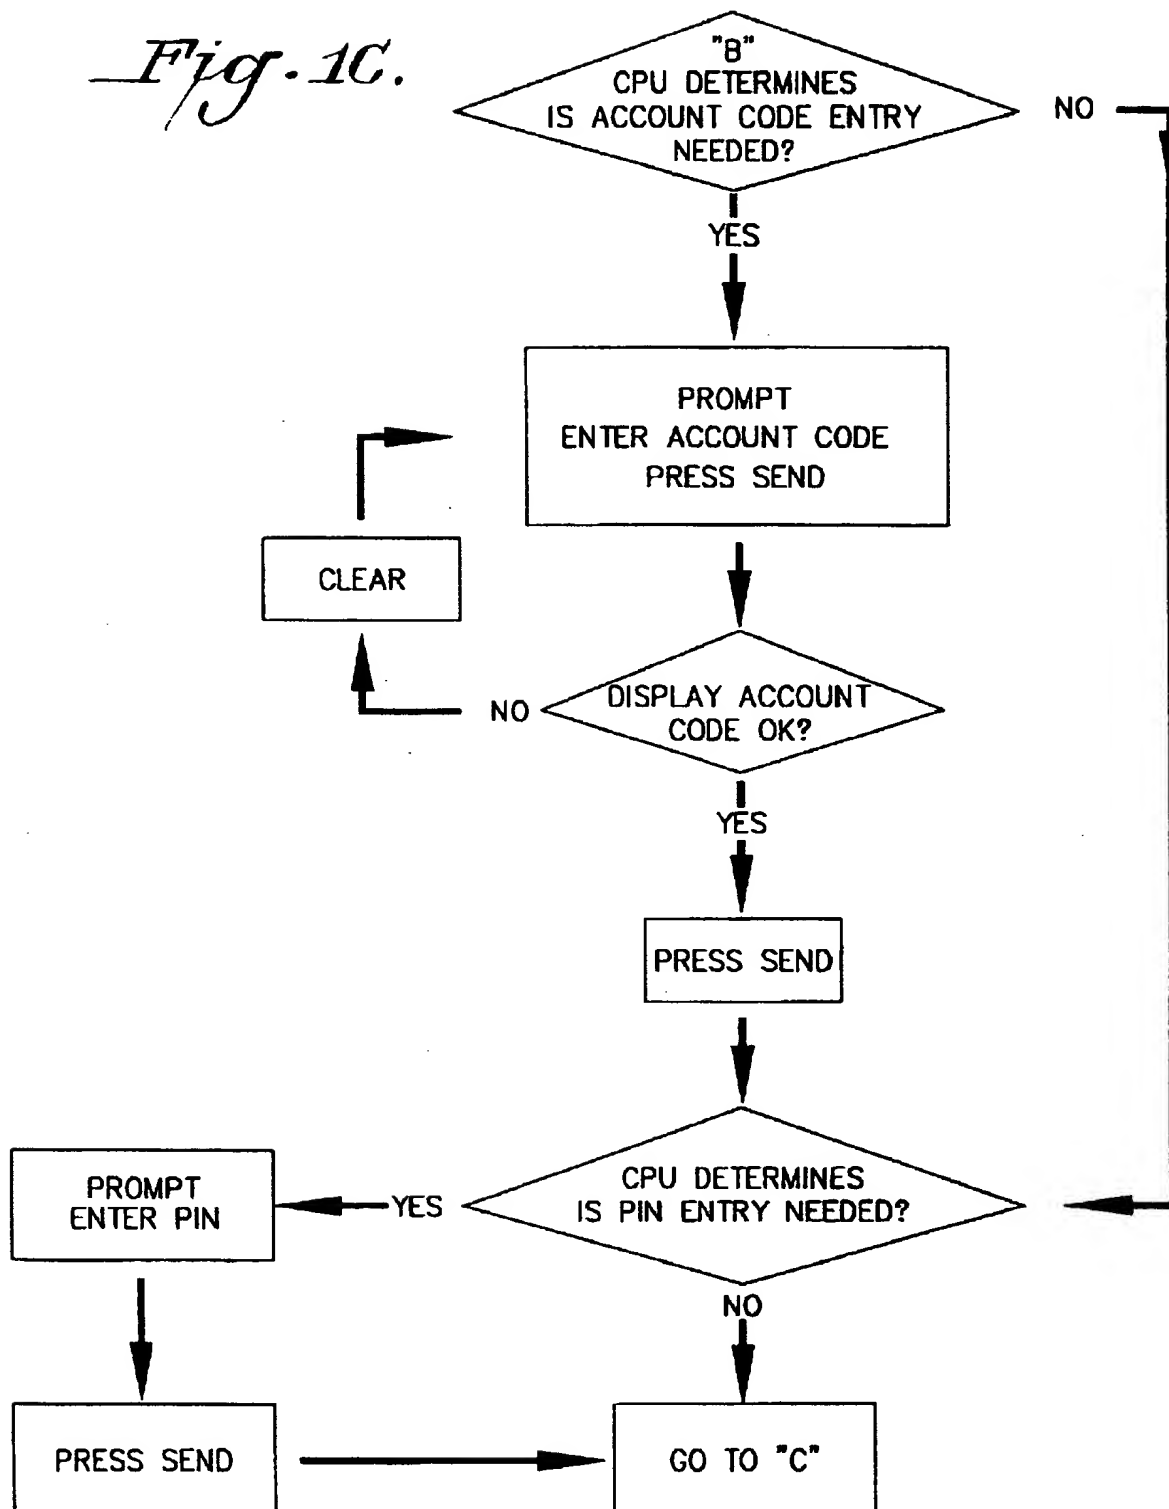 Fig. 1C.
"B"
CPU DETERMINES
IS ACCOUNT CODE ENTRY
NEEDED?
NO
YES
PROMPT
ENTER ACCOUNT CODE
PRESS SEND
CLEAR
DISPLAY ACCOUNT
CODE OK?
NO
YES
PRESS SEND
CPU DETERMINES
IS PIN ENTRY NEEDED?
YES
PROMPT
ENTER PIN
NO
PRESS SEND
GO TO "C"